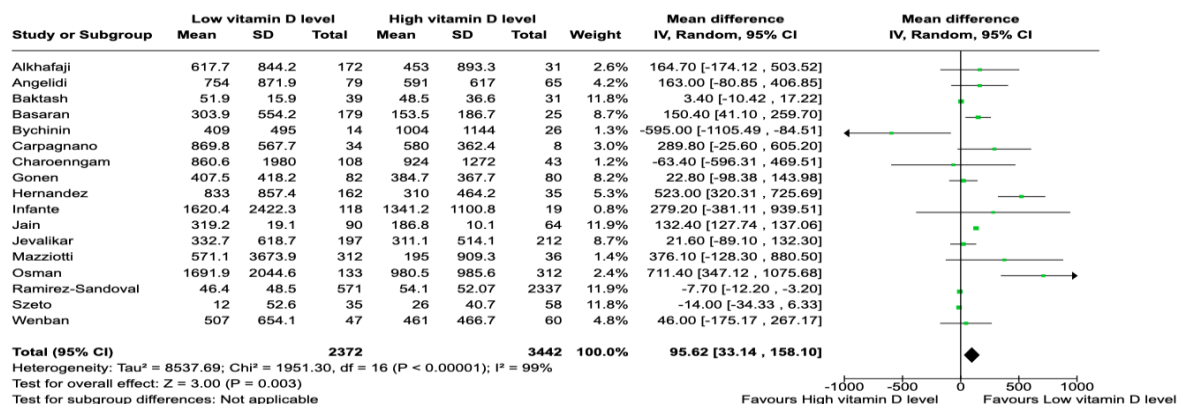 Low vitamin D level High vitamin D level Mean difference Mean difference
Study or Subgroup Mean SD Total Mean SD Total Weight IV, Random, 95% CI IV, Random, 95% CI
Alkhafaji 617.7 844.2 172 453 893.3 31 2.6% 164.70 [-174.12 , 503.52]
Angelidi 754 871.9 79 591 617 65 4.2% 163.00 [-80.85 , 406.85]
Baktash 51.9 15.9 39 48.5 36.6 31 11.8% 3.40 [-10.42 , 17.22]
Basaran 303.9 554.2 179 153.5 186.7 25 8.7% 150.40 [41.10 , 259.70]
Bychinin 409 495 14 1004 1144 26 1.3% -595.00 [-1105.49 , -84.51]
Carpagnano 869.8 567.7 34 580 362.4 8 3.0% 289.80 [-25.60 , 605.20]
Charoenngam 860.6 1980 108 924 1272 43 1.2% -63.40 [-596.31 , 469.51]
Gonen 407.5 418.2 82 384.7 367.7 80 8.2% 22.80 [-98.38 , 143.98]
Hernandez 833 857.4 162 310 464.2 35 5.3% 523.00 [320.31 , 725.69]
Infante 1620.4 2422.3 118 1341.2 1100.8 19 0.8% 279.20 [-381.11 , 939.51]
Jain 319.2 19.1 90 186.8 10.1 64 11.9% 132.40 [127.74 , 137.06]
Jevalikar 332.7 618.7 197 311.1 514.1 212 8.7% 21.60 [-89.10 , 132.30]
Mazziotti 571.1 3673.9 312 195 909.3 36 1.3% 376.10 [-128.30 , 880.50]
Osman 1691.9 2044.6 133 980.5 985.6 312 2.4% 711.40 [347.12 , 1075.68]
Ramirez-Sandoval 46.4 48.5 571 54.1 52.07 2337 11.9% -7.70 [-12.20 , -3.20]
Szeto 12 52.6 35 26 40.7 58 11.8% -14.00 [-34.33 , 6.33]
Wenban 507 654.1 47 461 466.7 60 4.8% 46.00 [-175.17 , 267.17]
Total (95% CI) 2372 3442 100.0% 95.62 [33.14 , 158.10]
Heterogeneity: Tau² = 8537.69; Chi² = 1951.30, df = 16 (P < 0.00001); I² = 99%
Test for overall effect: Z = 3.00 (P = 0.003)
-1000 -500 0 500 1000
Test for subgroup differences: Not applicable
Favours High vitamin D level Favours Low vitamin D level